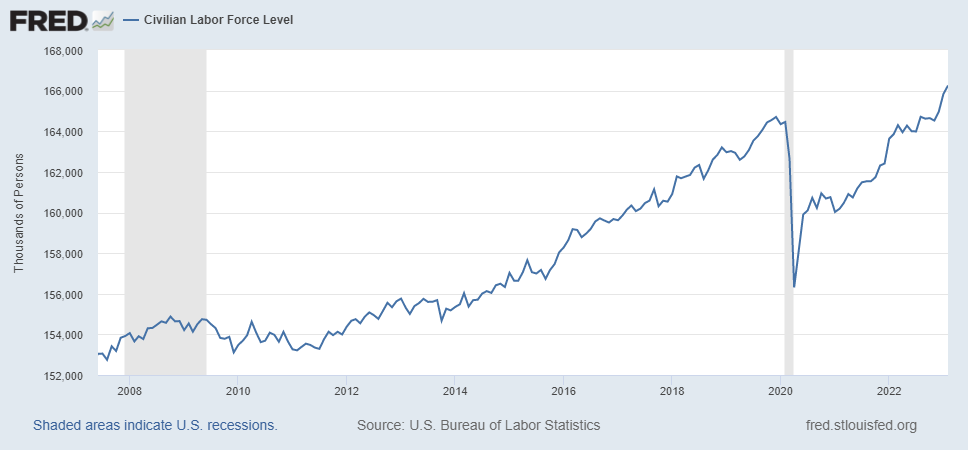 FRED
Civilian Labor Force Level
168,000
166,000
164,000
162,000
160,000
158,000
156,000
154,000
152,000
Thousands of Persons
2008 2010 2012 2014 2016 2018 2020 2022
Shaded areas indicate U.S. recessions.
Source: U.S. Bureau of Labor Statistics
fred.stlouisfed.org